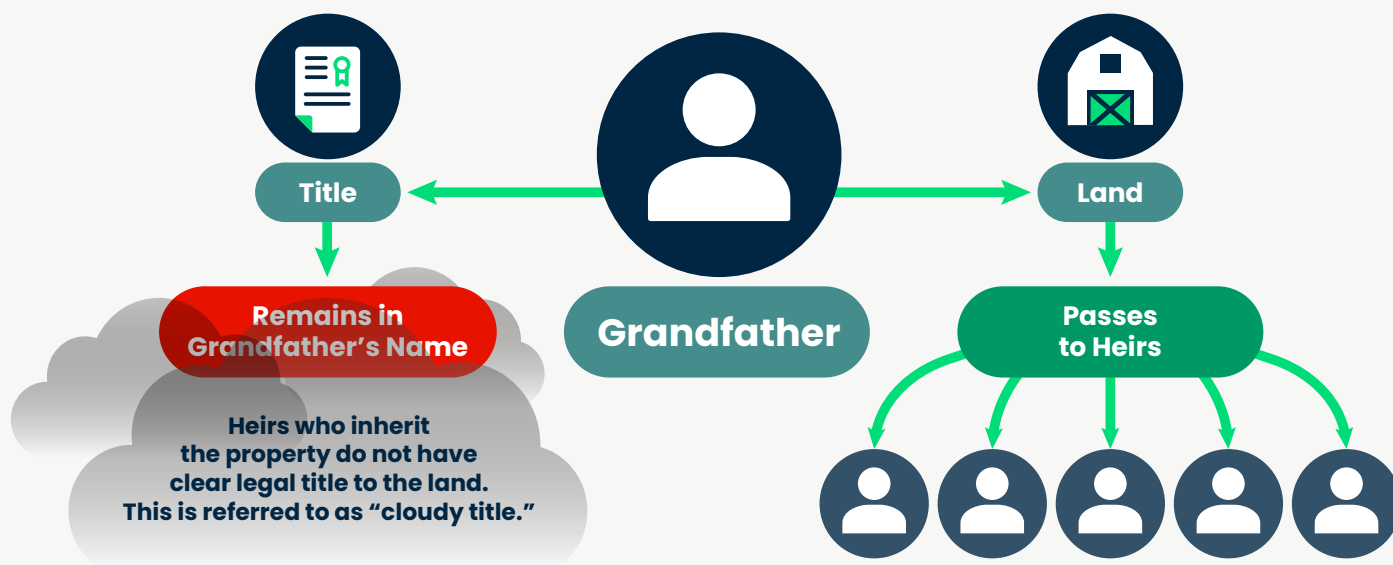 Title
Land
Grandfather
Remains in
Grandfather's Name
Passes
to Heirs
Heirs who inherit
the property do not have
clear legal title to the land.
This is referred to as “cloudy title.”